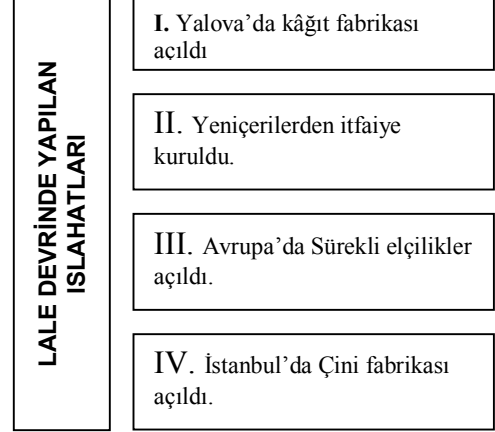 LALE DEVRİNDE YAPILAN
ISLAHATLARI
I. Yalova’da kâğıt fabrikası
açıldı
II. Yeniçerilerden itfaiye
kuruldu.
III. Avrupa’da Sürekli elçilikler
açıldı.
IV. İstanbul’da Çini fabrikası
açıldı.